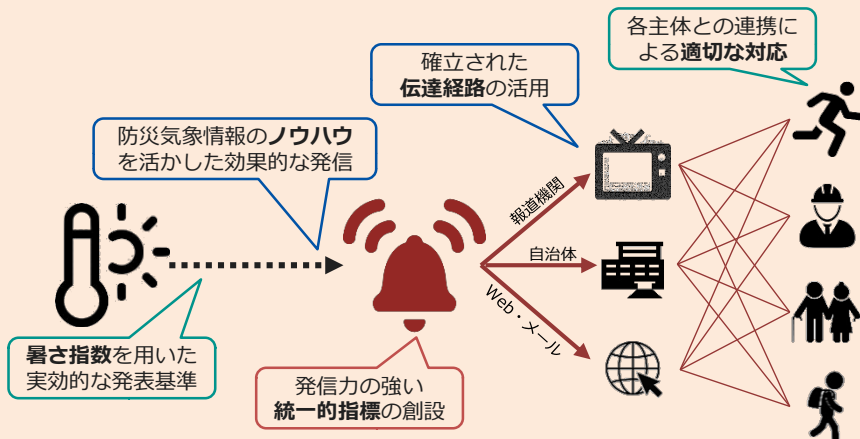 各主体との連携に
よる適切な対応
確立された
伝達経路の活用
防災気象情報のノウハウ
を活かした効果的な発信
報道機関
自治体
Web・メール
暑さ指数を用いた
実効的な発表基準
発信力の強い
統一的指標の創設